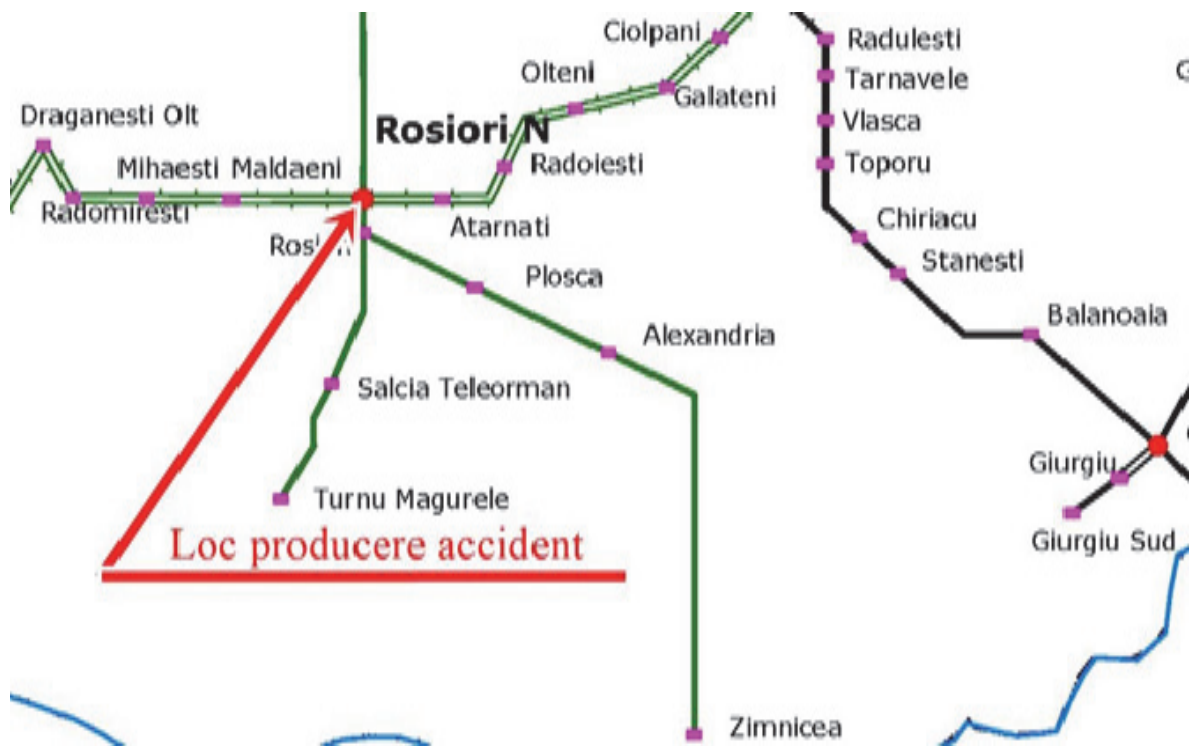 Ciolpani
Radulesti
Olteni
Tarnavele
Galateni
Draganesti Olt
Vlasca
Rosiori N
Mihaesti Maldaeni
Radoiesti
Toporu
Radomiresti
Atarnati
Chiriacu
Stanesti
Plosca
Balanoaia
Alexandria
Salcia Teleorman
Giurgiu
Turnu Magurele
Loc producere accident
Giurgiu Sud
Zimnicea